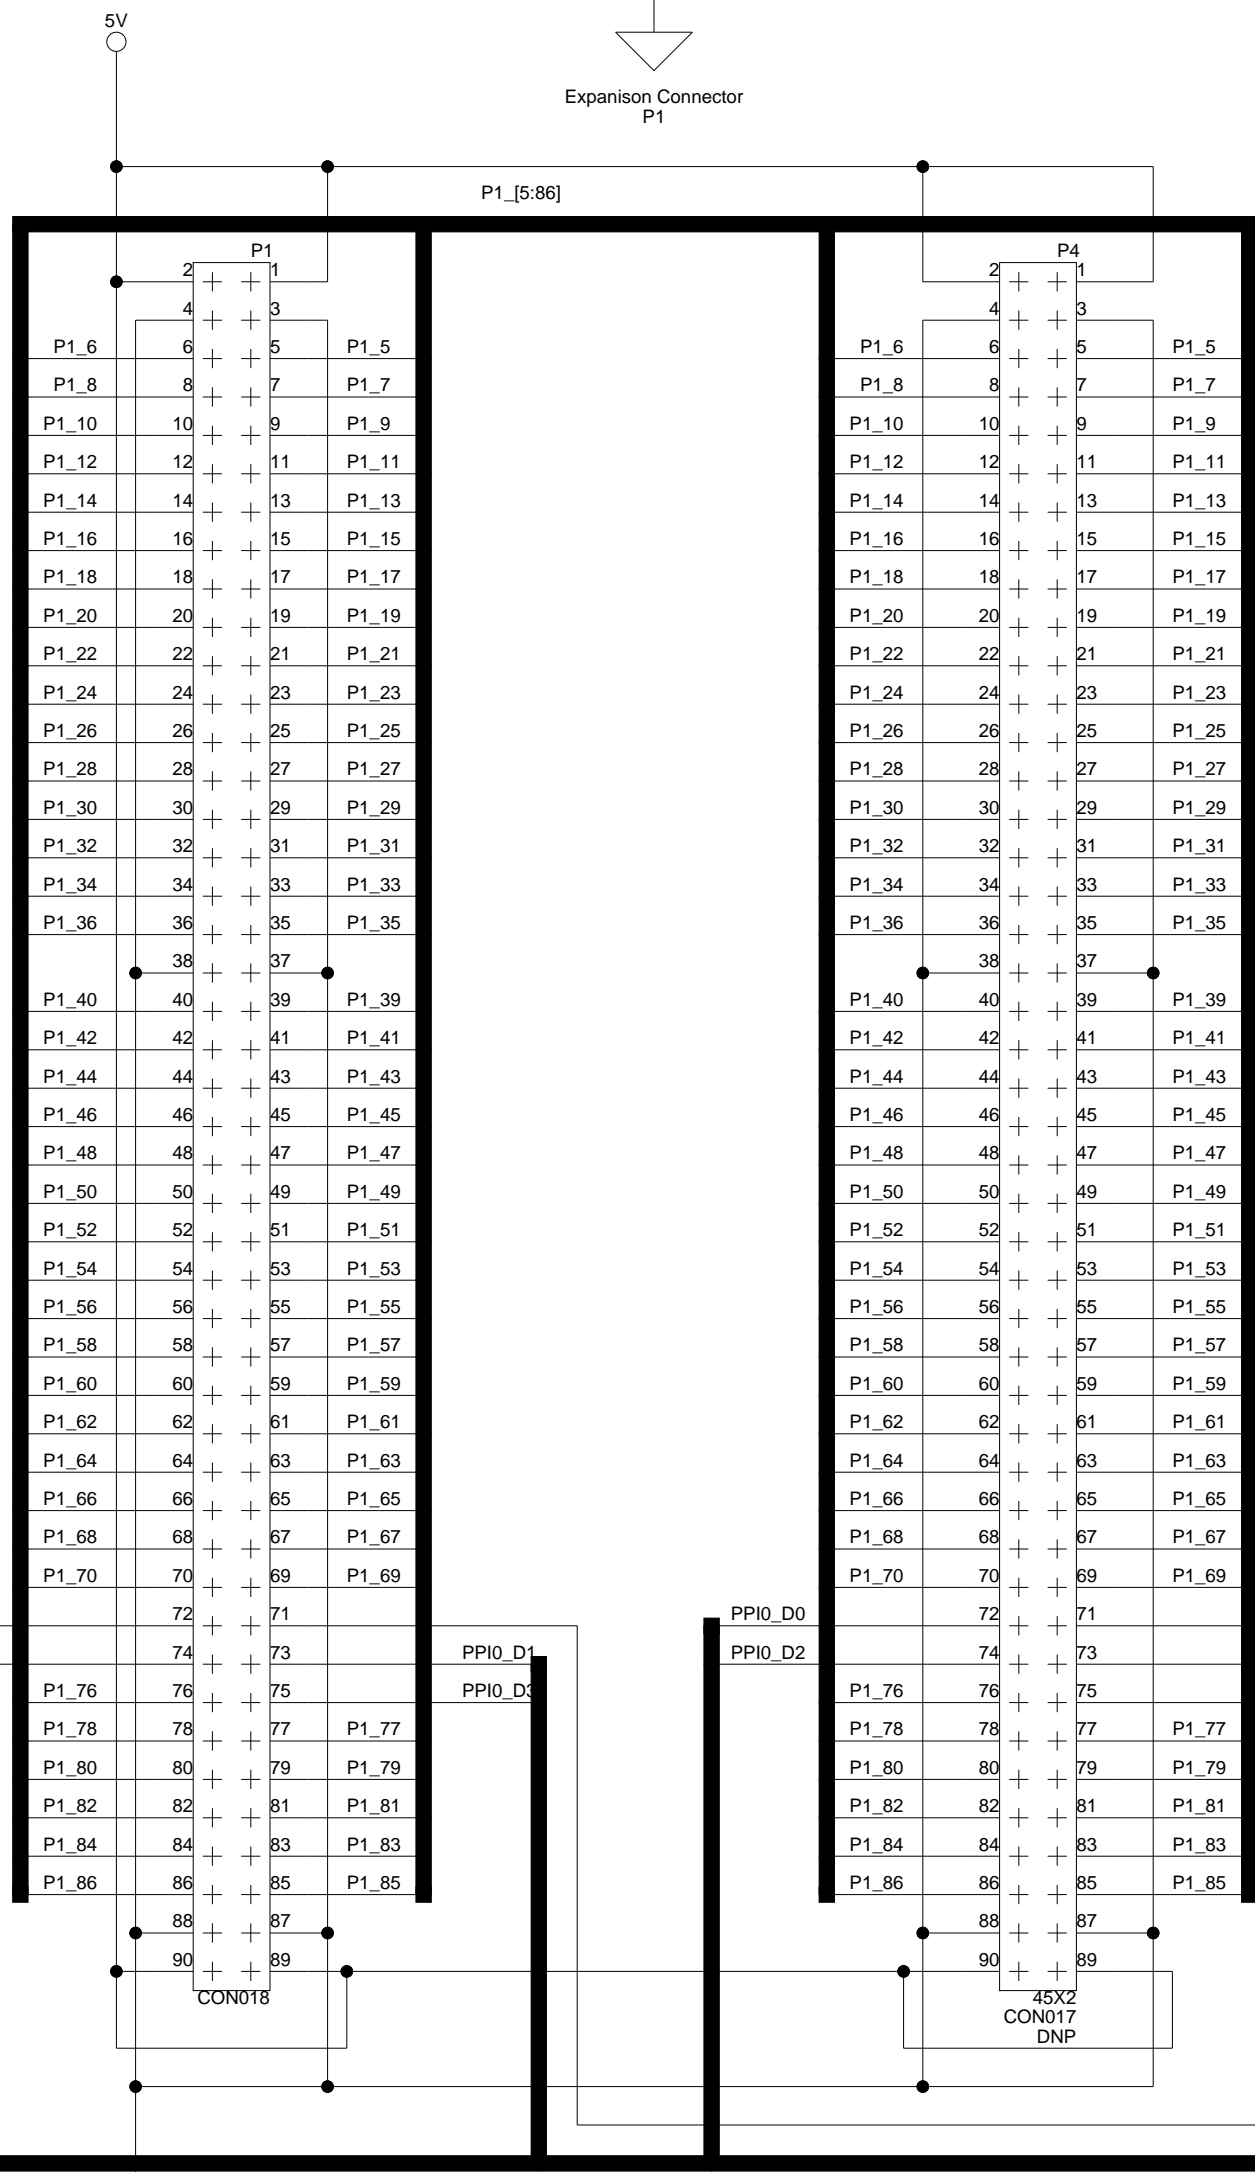 5V
Expanison Connector
P1
P1_[5:86]
P1 P4
2 1 2 1
4 3 4 3
P1_6 6 5 P1_5 P1_6 6 5 P1_5
P1_8 8 7 P1_7 P1_8 8 7 P1_7
P1_10 10 9 P1_9 P1_10 10 9 P1_9
P1_12 12 11 P1_11 P1_12 12 11 P1_11
P1_14 14 13 P1_13 P1_14 14 13 P1_13
P1_16 16 15 P1_15 P1_16 16 15 P1_15
P1_18 18 17 P1_17 P1_18 18 17 P1_17
P1_20 20 19 P1_19 P1_20 20 19 P1_19
P1_22 22 21 P1_21 P1_22 22 21 P1_21
P1_24 24 23 P1_23 P1_24 24 23 P1_23
P1_26 26 25 P1_25 P1_26 26 25 P1_25
P1_28 28 27 P1_27 P1_28 28 27 P1_27
P1_30 30 29 P1_29 P1_30 30 29 P1_29
P1_32 32 31 P1_31 P1_32 32 31 P1_31
P1_34 34 33 P1_33 P1_34 34 33 P1_33
P1_36 36 35 P1_35 P1_36 36 35 P1_35
38 37 38 37
P1_40 40 39 P1_39 P1_40 40 39 P1_39
P1_42 42 41 P1_41 P1_42 42 41 P1_41
P1_44 44 43 P1_43 P1_44 44 43 P1_43
P1_46 46 45 P1_45 P1_46 46 45 P1_45
P1_48 48 47 P1_47 P1_48 48 47 P1_47
P1_50 50 49 P1_49 P1_50 50 49 P1_49
P1_52 52 51 P1_51 P1_52 52 51 P1_51
P1_54 54 53 P1_53 P1_54 54 53 P1_53
P1_56 56 55 P1_55 P1_56 56 55 P1_55
P1_58 58 57 P1_57 P1_58 58 57 P1_57
P1_60 60 59 P1_59 P1_60 60 59 P1_59
P1_62 62 61 P1_61 P1_62 62 61 P1_61
P1_64 64 63 P1_63 P1_64 64 63 P1_63
P1_66 66 65 P1_65 P1_66 66 65 P1_65
P1_68 68 67 P1_67 P1_68 68 67 P1_67
P1_70 70 69 P1_69 P1_70 70 69 P1_69
72 71 PPI0_D0 72 71
74 73 PPI0_D1 PPI0_D2 74 73
P1_76 76 75 PPI0_D3 P1_76 76 75
P1_78 78 77 P1_77 P1_78 78 77 P1_77
P1_80 80 79 P1_79 P1_80 80 79 P1_79
P1_82 82 81 P1_81 P1_82 82 81 P1_81
P1_84 84 83 P1_83 P1_84 84 83 P1_83
P1_86 86 85 P1_85 P1_86 86 85 P1_85
88 87 88 87
90 89 90 89
CON018 45X2
CON017
DNP